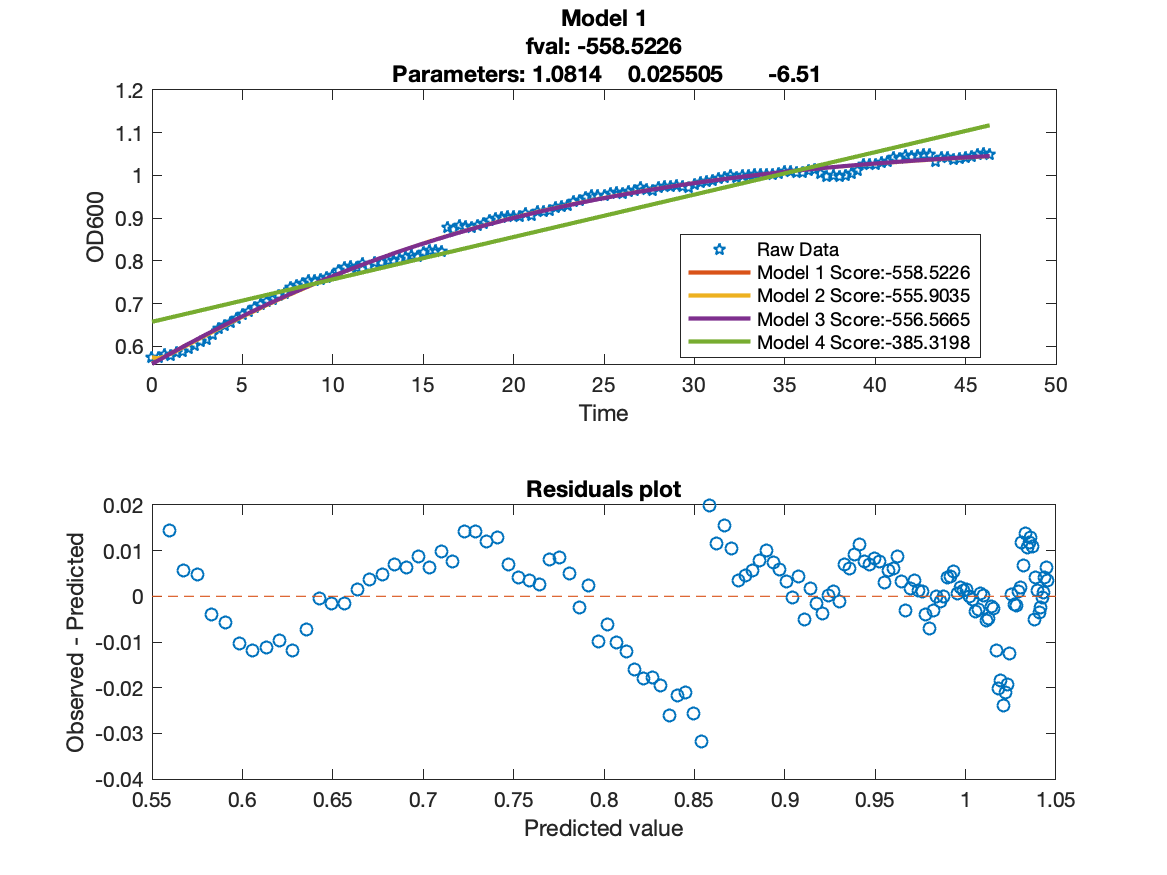 Model 1
fval: -558.5226
Parameters: 1.0814 0.025505 -6.51
1.2
1.1
1
0.9
0.8
0.7
0.6
OD600
Raw Data
Model 1 Score:-558.5226
Model 2 Score:-555.9035
Model 3 Score:-556.5665
Model 4 Score:-385.3198
0 5 10 15 20 25 30 35 40 45 50
Time
Residuals plot
0.02
0.01
0
-0.01
-0.02
-0.03
-0.04
Observed - Predicted
0.55 0.6 0.65 0.7 0.75 0.8 0.85 0.9 0.95 1 1.05
Predicted value